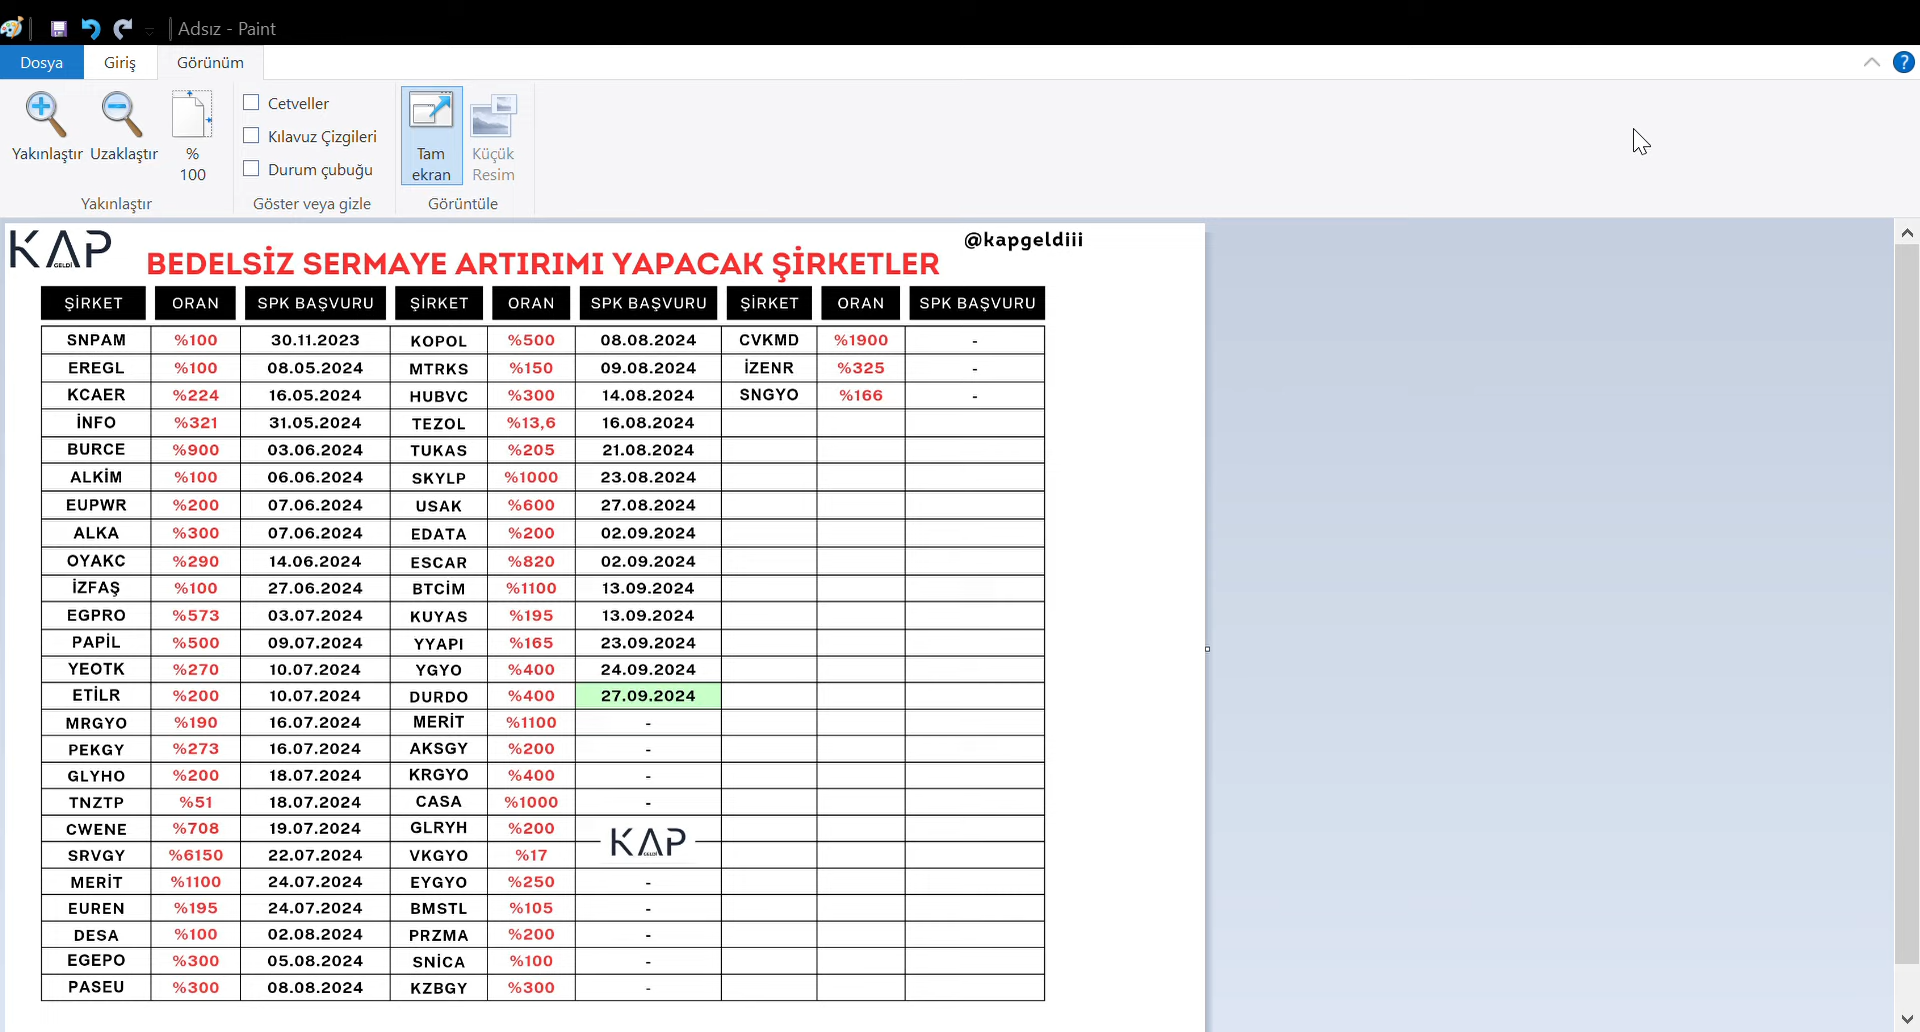 Adsız - Paint
Dosya Giriş Görünüm
Yakınlaştır Uzaklaştır % 100
Cetveller
Kılavuz Çizgileri
Durum çubuğu
Tam ekran
Küçük Resim
Yakınlaştır Göster veya gizle Görüntüle
KAP GELDİ
@kapgeldiii
BEDELSİZ SERMAYE ARTIRIMI YAPACAK ŞİRKETLER
ŞİRKET ORAN SPK BAŞVURU ŞİRKET ORAN SPK BAŞVURU ŞİRKET ORAN SPK BAŞVURU
SNPAM %100 30.11.2023 KOPOL %500 08.08.2024 CVKMD %1900 -
EREGL %100 08.05.2024 MTRKS %150 09.08.2024 İZENR %325 -
KCAER %224 16.05.2024 HUBVC %300 14.08.2024 SNGYO %166 -
İNFO %321 31.05.2024 TEZOL %13,6 16.08.2024
BURCE %900 03.06.2024 TUKAS %205 21.08.2024
ALKİM %100 06.06.2024 SKYLP %1000 23.08.2024
EUPWR %200 07.06.2024 USAK %600 27.08.2024
ALKA %300 07.06.2024 EDATA %200 02.09.2024
OYAKC %290 14.06.2024 ESCAR %820 02.09.2024
İZFAŞ %100 27.06.2024 BTCİM %1100 13.09.2024
EGPRO %573 03.07.2024 KUYAS %195 13.09.2024
PAPİL %500 09.07.2024 YYAPI %165 23.09.2024
YEOTK %270 10.07.2024 YGYO %400 24.09.2024
ETİLR %200 10.07.2024 DURDO %400 27.09.2024
MRGYO %190 16.07.2024 MERİT %1100 -
PEKGY %273 16.07.2024 AKSGY %200 -
GLYHO %200 18.07.2024 KRGYO %400 -
TNZTP %51 18.07.2024 CASA %1000 -
CWENE %708 19.07.2024 GLRYH %200
KAP GELDİ
SRVGY %6150 22.07.2024 VKGYO %17
MERİT %1100 24.07.2024 EYGYO %250 -
EUREN %195 24.07.2024 BMSTL %105 -
DESA %100 02.08.2024 PRZMA %200 -
EGEPO %300 05.08.2024 SNİCA %100 -
PASEU %300 08.08.2024 KZBGY %300 -